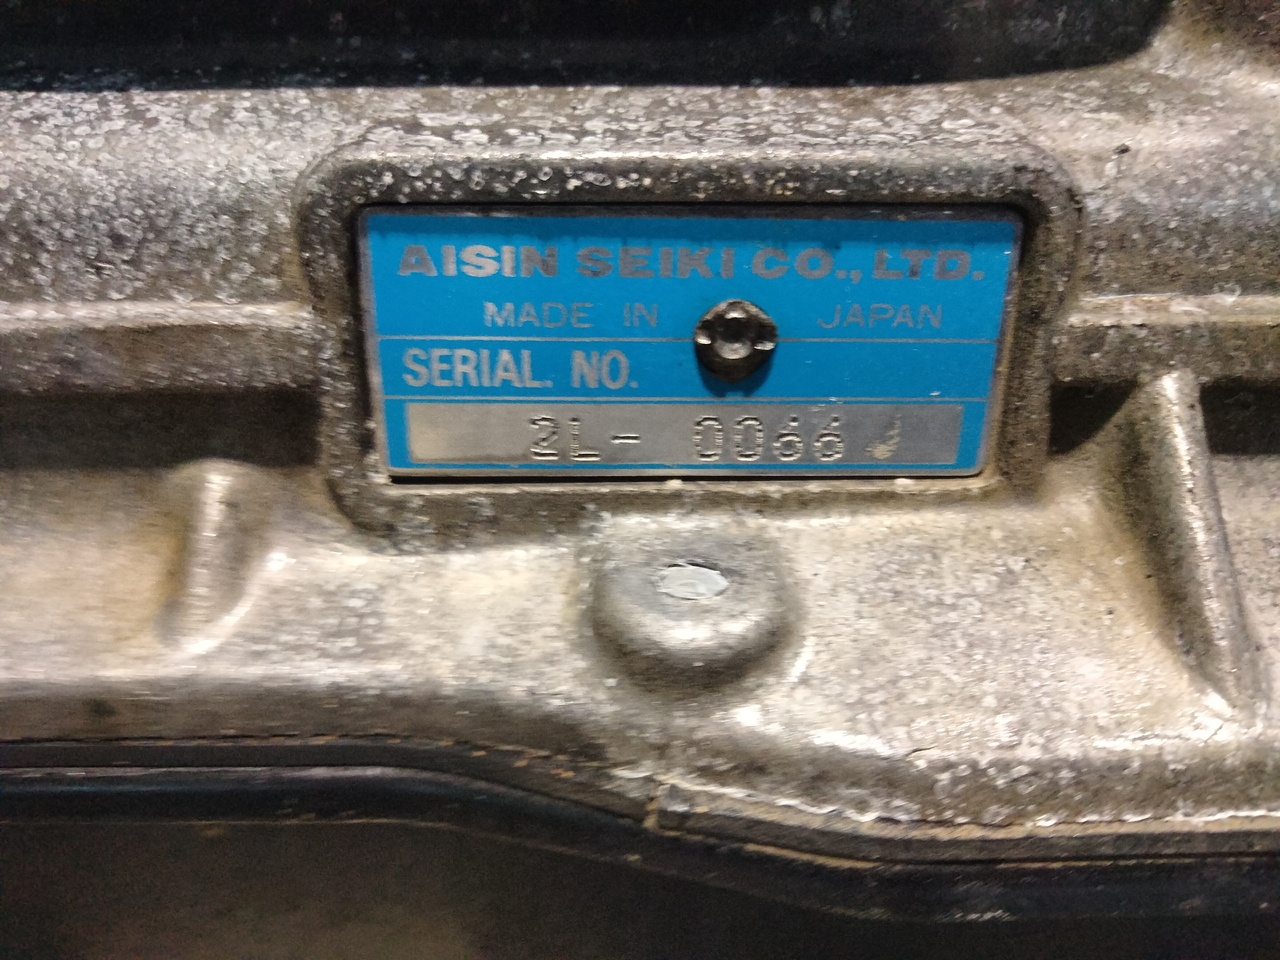 AISIN SEIKI CO., LTD.
MADE IN JAPAN
SERIAL. NO.
2L- 0066